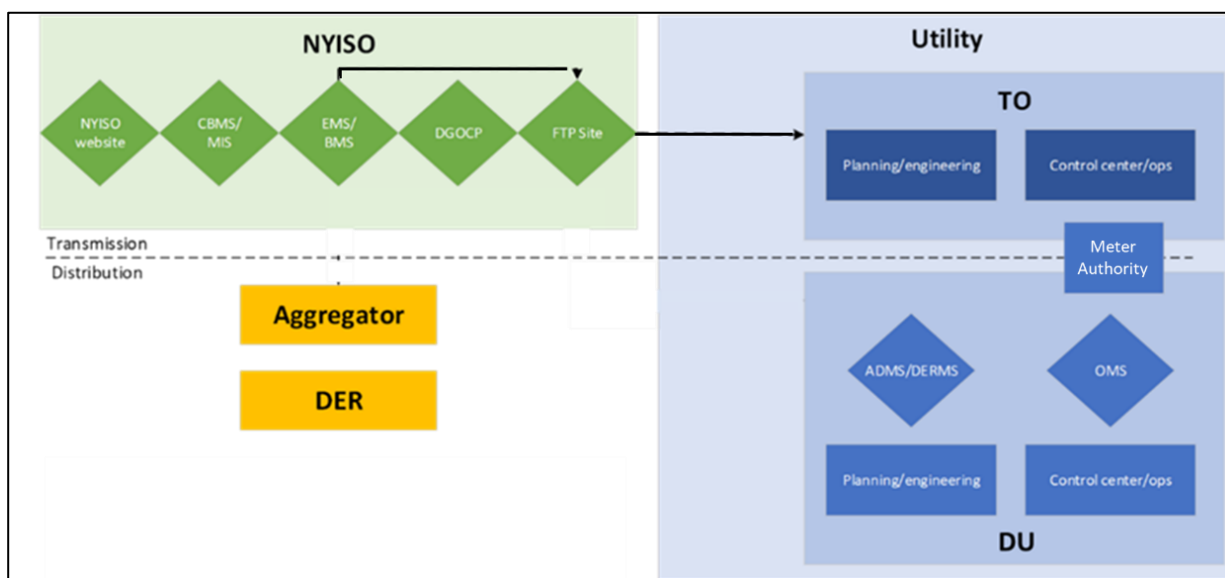 NYISO
Utility
NYISO
website
CBMS/
MIS
EMS/
BMS
DGOCP
FTP Site
TO
Planning/engineering
Control center/ops
Transmission
Distribution
Meter
Authority
Aggregator
DER
ADMS/DERMS
OMS
Planning/engineering
Control center/ops
DU